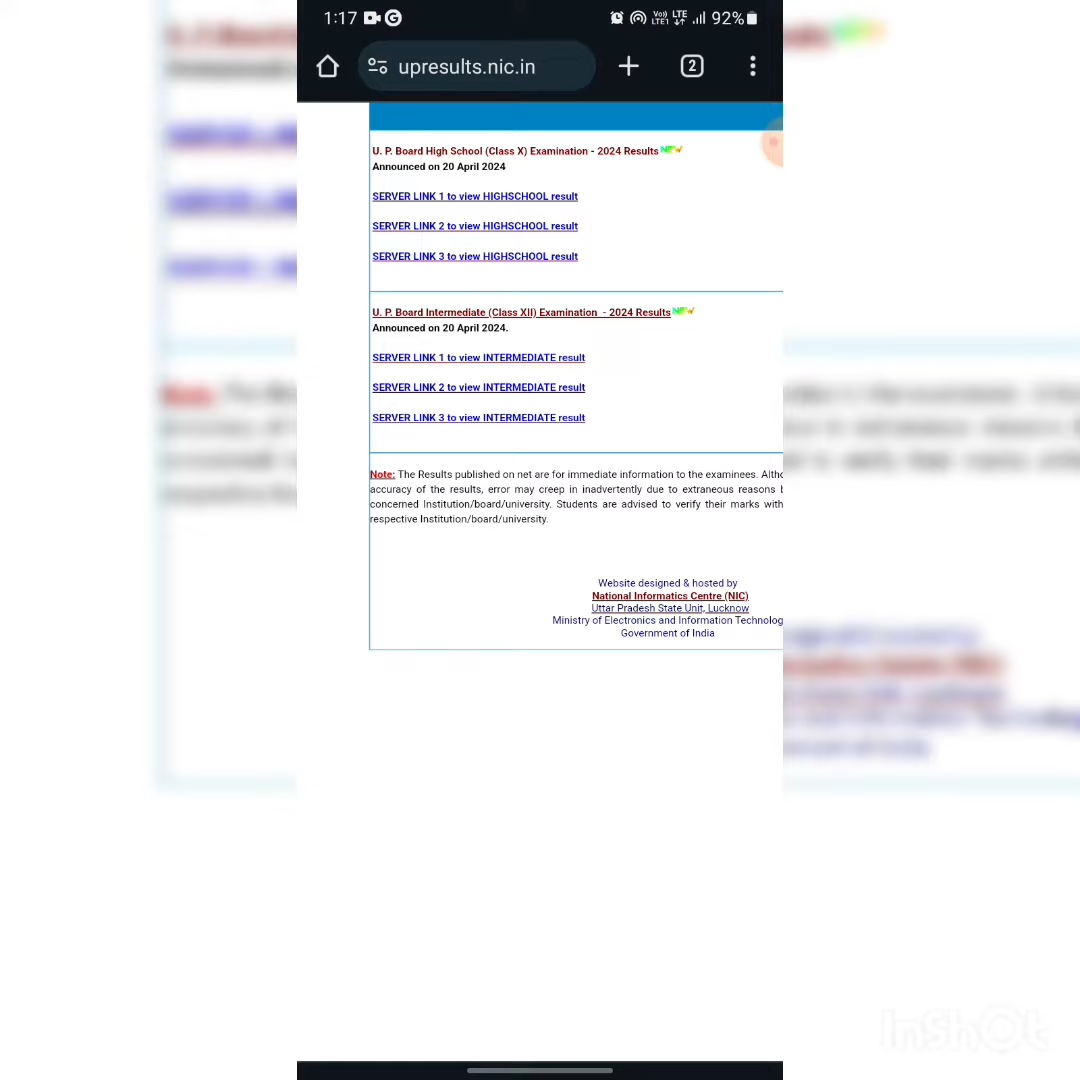 1:17
Vo)) LTE1 LTE 92%
upresults.nic.in
2
U. P. Board High School (Class X) Examination - 2024 Results NEW
Announced on 20 April 2024
SERVER LINK 1 to view HIGHSCHOOL result
SERVER LINK 2 to view HIGHSCHOOL result
SERVER LINK 3 to view HIGHSCHOOL result
U. P. Board Intermediate (Class XII) Examination - 2024 Results NEW
Announced on 20 April 2024.
SERVER LINK 1 to view INTERMEDIATE result
SERVER LINK 2 to view INTERMEDIATE result
SERVER LINK 3 to view INTERMEDIATE result
Note: The Results published on net are for immediate information to the examinees.
accuracy of the results, error may creep in inadvertently due to extraneous reasons
concerned Institution/board/university. Students are advised to verify their marks with
respective Institution/board/university.
Website designed & hosted by
National Informatics Centre (NIC)
Uttar Pradesh State Unit, Lucknow
Ministry of Electronics and Information Technolog
Government of India
InShOt